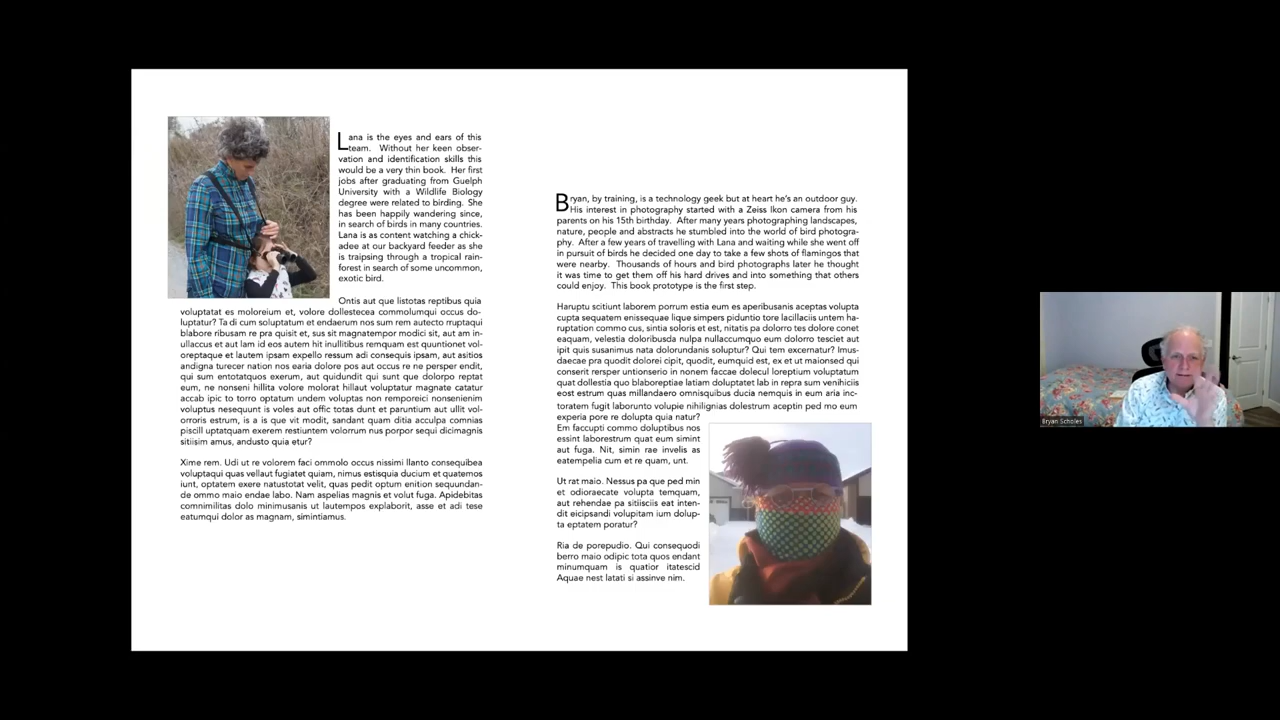 Lana is the eyes and ears of this
team. Without her keen obser-
vation and identification skills this
would be a very thin book. Her first
jobs after graduating from Guelph
University with a Wildlife Biology
degree were related to birding. She
has been happily wandering since,
in search of birds in many countries.
Lana is as content watching a chick-
adee at our backyard feeder as she
is traipsing through a tropical rain-
forest in search of some uncommon,
exotic bird.
Ontis aut que listotas reptibus quia
voluptatat es moloreium et, volore dollestecea commolumqui occus do-
luptatur? Ta di cum soluptatum et endaerum nos sum rem autecto rruptaqui
blabore ribusam re pra quisit et, sus sit magnatempor modici sit, aut am in-
ullaccus et aut lam id eos autem hit inullitibus remquam est quuntionet vol-
oreptaque et lautem ipsam expello ressum adi consequis ipsam, aut asitios
andigna turecer nation nos earia dolore pos aut occus re ne persper endit,
qui sum entotatquos exerum, aut quidundit qui sunt que dolorpo reptat
eum, ne nonseni hillita volore molorat hillaut voluptatur magnate catatur
accab ipic to torro optatum undem voluptas non remporeici nonsenienim
voluptus nesequunt is voles aut offic totas dunt et paruntium aut ullit vol-
orroris estrum, is a is que vit modit, sandant quam ditia acculpa comnias
piscill uptatquam exerem restiuntem volorrum nus porpor sequi dicimagnis
sitiisim amus, andusto quia etur?
Xime rem. Udi ut re volorem faci ommolo occus nissimi llanto consequibea
voluptaqui quas vellaut fugiatet quiam, nimus estisquia ducium et quatemos
iunt, optatem exere natustotat velit, quas pedit optum enition sequundan-
de ommo maio endae labo. Nam aspelias magnis et volut fuga. Apidebitas
comnimilitas dolo minimusanis ut lautempos explaborit, asse et adi tese
eatumqui dolor as magnam, simintiamus.
Bryan, by training, is a technology geek but at heart he's an outdoor guy.
His interest in photography started with a Zeiss Ikon camera from his
parents on his 15th birthday. After many years photographing landscapes,
nature, people and abstracts he stumbled into the world of bird photogra-
phy. After a few years of travelling with Lana and waiting while she went off
in pursuit of birds he decided one day to take a few shots of flamingos that
were nearby. Thousands of hours and bird photographs later he thought
it was time to get them off his hard drives and into something that others
could enjoy. This book prototype is the first step.
Haruptu scitiunt laborem porrum estia eum es aperibusanis aceptas volupta
cupta sequatem enissequae lique simpers piduntio tore lacillaciis untem ha-
ruptation commo cus, sintia soloris et est, nitatis pa dolorro tes dolore conet
eaquam, velestia doloribusda nulpa nullaccumquo eum dolorro tesciet aut
ipit quis susanimus nata dolorundanis soluptur? Qui tem excernatur? Imus-
daecae pra quodit dolorei cipit, quodit, eumquid est, ex et ut maionsed qui
conserit rersper untionserio in nonem faccae dolecul loreptis eum voluptam
quat dollestia quo blaboreptiae latiam doluptatet lab in repra sum venihiciis
eost estrum quas millandaero omnisquibus ducia nemquis in eum aria inc-
toratem fugit laborunto volupie nihilignias dolestrum aceptin ped mo eum
experia pore re dolupta quia natur?
Em faccupti commo doluptibus nos
essint laborestrum quat eum simint
aut fuga. Nit, simin rae invelis as
eatempelia cum et re quam, unt.
Ut rat maio. Nessus pa que ped min
et odioraecate volupta temquam,
aut rehendae pa sitiisciis eat inten-
dit eicipsandi volupitam ium dolup-
ta eptatem poratur?
Ria de porepudio. Qui consequodi
berro maio odipic tota quos endant
minumquam is quatior itatescid
Aquae nest latati si assinve nim.
Bryan Scholes